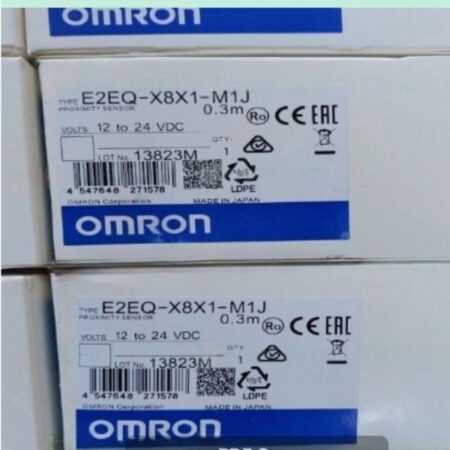 OMRON
TYPE E2EQ-X8X1-M1J
PROXIMITY SENSOR 0.3m
Ro CE EAC
VOLTS. 12 to 24 VDC
QTY. 1
LOT No. 13823M
4 547648 271578
LDPE
OMRON Corporation MADE IN JAPAN
OMRON
TYPE E2EQ-X8X1-M1J
PROXIMITY SENSOR 0.3m
Ro CE EAC
VOLTS. 12 to 24 VDC
QTY. 1
LOT No. 13823M
4 547648 271578
LDPE
OMRON Corporation MADE IN JAPAN
OMRON